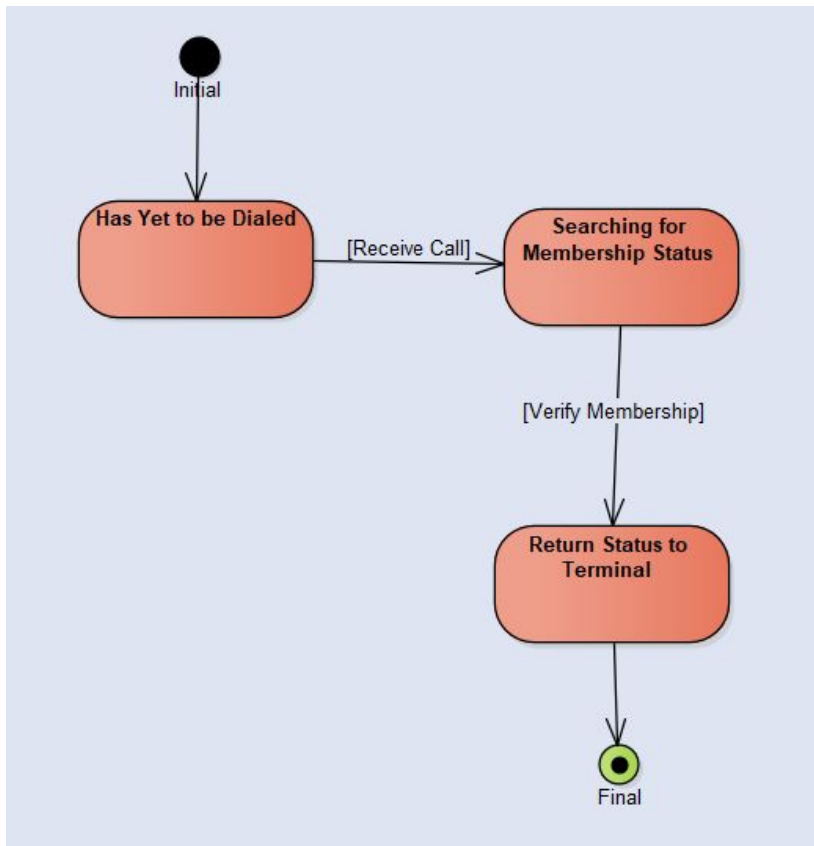 Initial
Has Yet to be Dialed
[Receive Call]
Searching for
Membership Status
[Verify Membership]
Return Status to
Terminal
Final